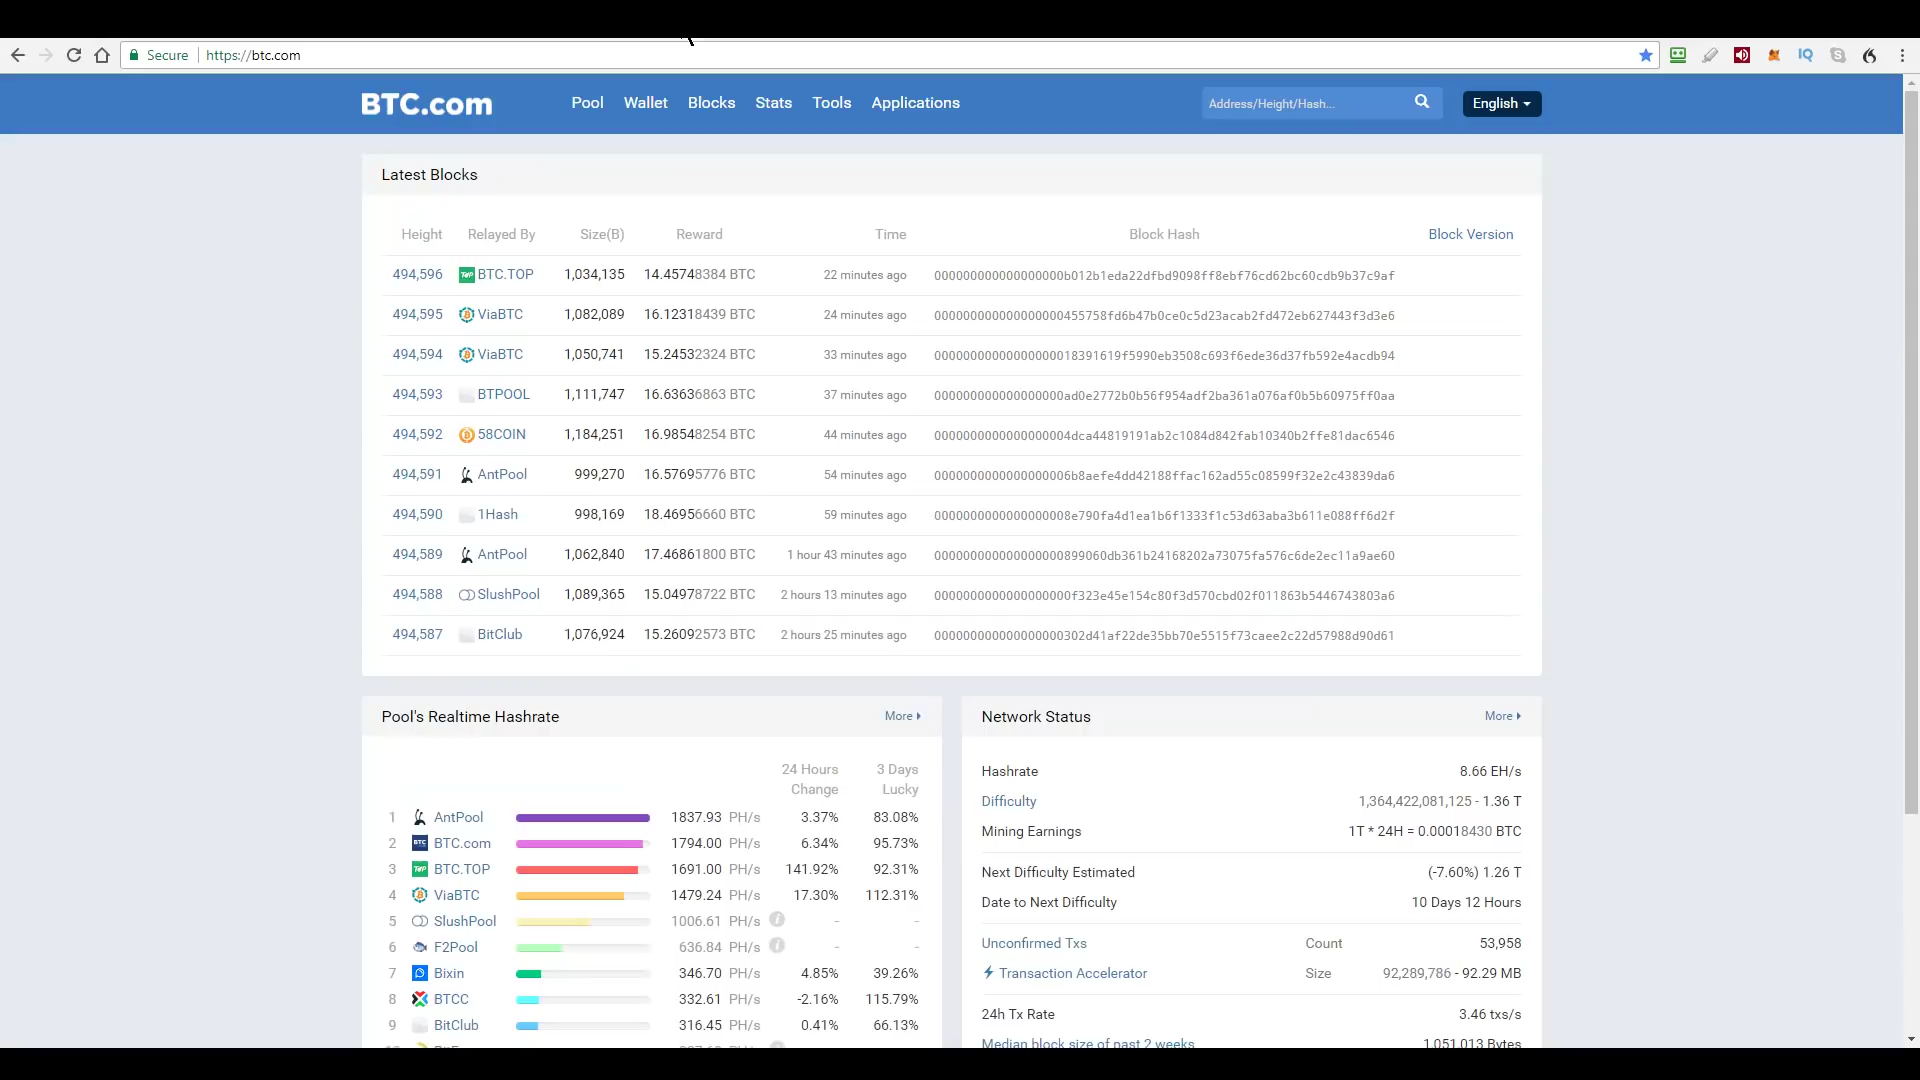 Secure https://btc.com IQ
BTC.com Pool Wallet Blocks Stats Tools Applications Address/Height/Hash... English
Latest Blocks
Height Relayed By Size(B) Reward Time Block Hash Block Version
494,596 BTC.TOP 1,034,135 14.45748384 BTC 22 minutes ago 000000000000000000b012b1eda22dfbd9098ff8ebf76cd62bc60cdb9b37c9af
494,595 ViaBTC 1,082,089 16.12318439 BTC 24 minutes ago 000000000000000000455758fd6b47b0ce0c5d23acab2fd472eb627443f3d3e6
494,594 ViaBTC 1,050,741 15.24532324 BTC 33 minutes ago 00000000000000000018391619f5990eb3508c693f6ede36d37fb592e4acdb94
494,593 BTPOOL 1,111,747 16.63636863 BTC 37 minutes ago 000000000000000000ad0e2772b0b56f954adf2ba361a076af0b5b60975ff0aa
494,592 58COIN 1,184,251 16.98548254 BTC 44 minutes ago 0000000000000000004dca44819191ab2c1084d842fab10340b2ffe81dac6546
494,591 AntPool 999,270 16.57695776 BTC 54 minutes ago 0000000000000000006b8aefe4dd42188ffac162ad55c08599f32e2c43839da6
494,590 1Hash 998,169 18.46956660 BTC 59 minutes ago 0000000000000000008e790fa4d1ea1b6f1333f1c53d63aba3b611e088ff6d2f
494,589 AntPool 1,062,840 17.46861800 BTC 1 hour 43 minutes ago 000000000000000000899060db361b24168202a73075fa576c6de2ec11a9ae60
494,588 SlushPool 1,089,365 15.04978722 BTC 2 hours 13 minutes ago 0000000000000000000f323e45e154c80f3d570cbd02f011863b5446743803a6
494,587 BitClub 1,076,924 15.26092573 BTC 2 hours 25 minutes ago 000000000000000000302d41af22de35bb70e5515f73caee2c22d57988d90d61
Pool's Realtime Hashrate More
24 Hours Change 3 Days Lucky
1 AntPool 1837.93 PH/s 3.37% 83.08%
2 BTC.com 1794.00 PH/s 6.34% 95.73%
3 BTC.TOP 1691.00 PH/s 141.92% 92.31%
4 ViaBTC 1479.24 PH/s 17.30% 112.31%
5 SlushPool 1006.61 PH/s - -
6 F2Pool 636.84 PH/s - -
7 Bixin 346.70 PH/s 4.85% 39.26%
8 BTCC 332.61 PH/s -2.16% 115.79%
9 BitClub 316.45 PH/s 0.41% 66.13%
Network Status More
Hashrate 8.66 EH/s
Difficulty 1,364,422,081,125 - 1.36 T
Mining Earnings 1T * 24H = 0.00018430 BTC
Next Difficulty Estimated (-7.60%) 1.26 T
Date to Next Difficulty 10 Days 12 Hours
Unconfirmed Txs Count 53,958
Transaction Accelerator Size 92,289,786 - 92.29 MB
24h Tx Rate 3.46 txs/s
Median block size of past 2 weeks 1,051,013 Bytes